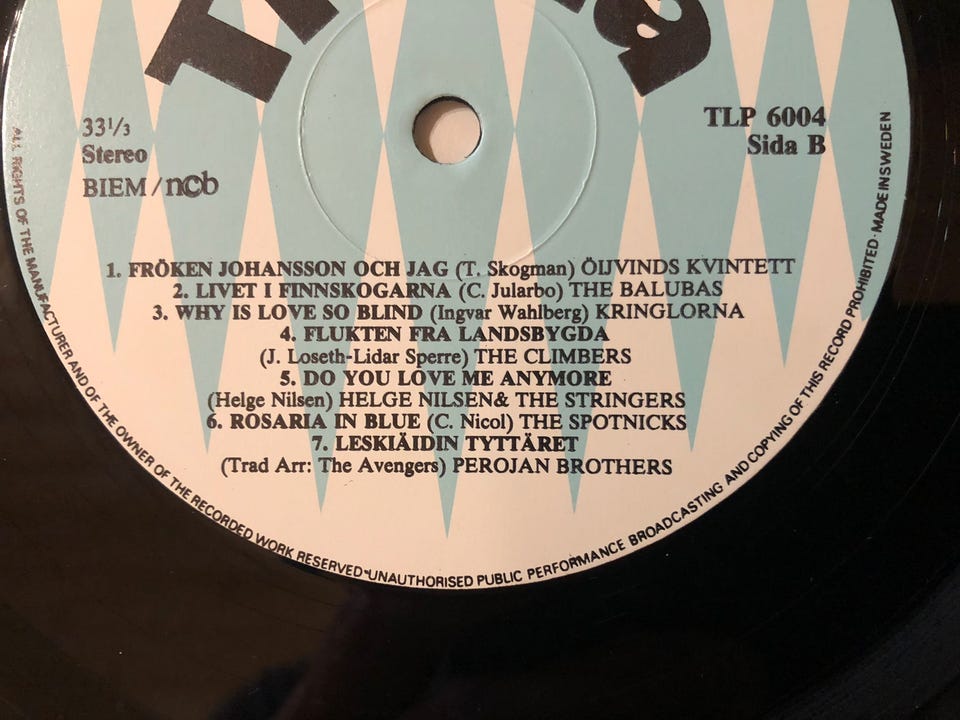 33 1/3
Stereo
BIEM/ncb
TLP 6004
Sida B
1. FRÖKEN JOHANSSON OCH JAG (T. Skogman) ÖIJVINDS KVINTETT
2. LIVET I FINNSKOGARNA (C. Jularbo) THE BALUBAS
3. WHY IS LOVE SO BLIND (Ingvar Wahlberg) KRINGLORNA
4. FLUKTEN FRA LANDSBYGDA
(J. Loseth-Lidar Sperre) THE CLIMBERS
5. DO YOU LOVE ME ANYMORE
(Helge Nilsen) HELGE NILSEN& THE STRINGERS
6. ROSARIA IN BLUE (C. Nicol) THE SPOTNICKS
7. LESKIÄIDIN TYTTÄRET
(Trad Arr: The Avengers) PEROJAN BROTHERS
ALL RIGHTS OF THE MANUFACTURER AND OF THE OWNER OF THE RECORDED WORK RESERVED·UNAUTHORISED PUBLIC PERFORMANCE BROADCASTING AND COPYING OF THIS RECORD PROHIBITED·MADE IN SWEDEN